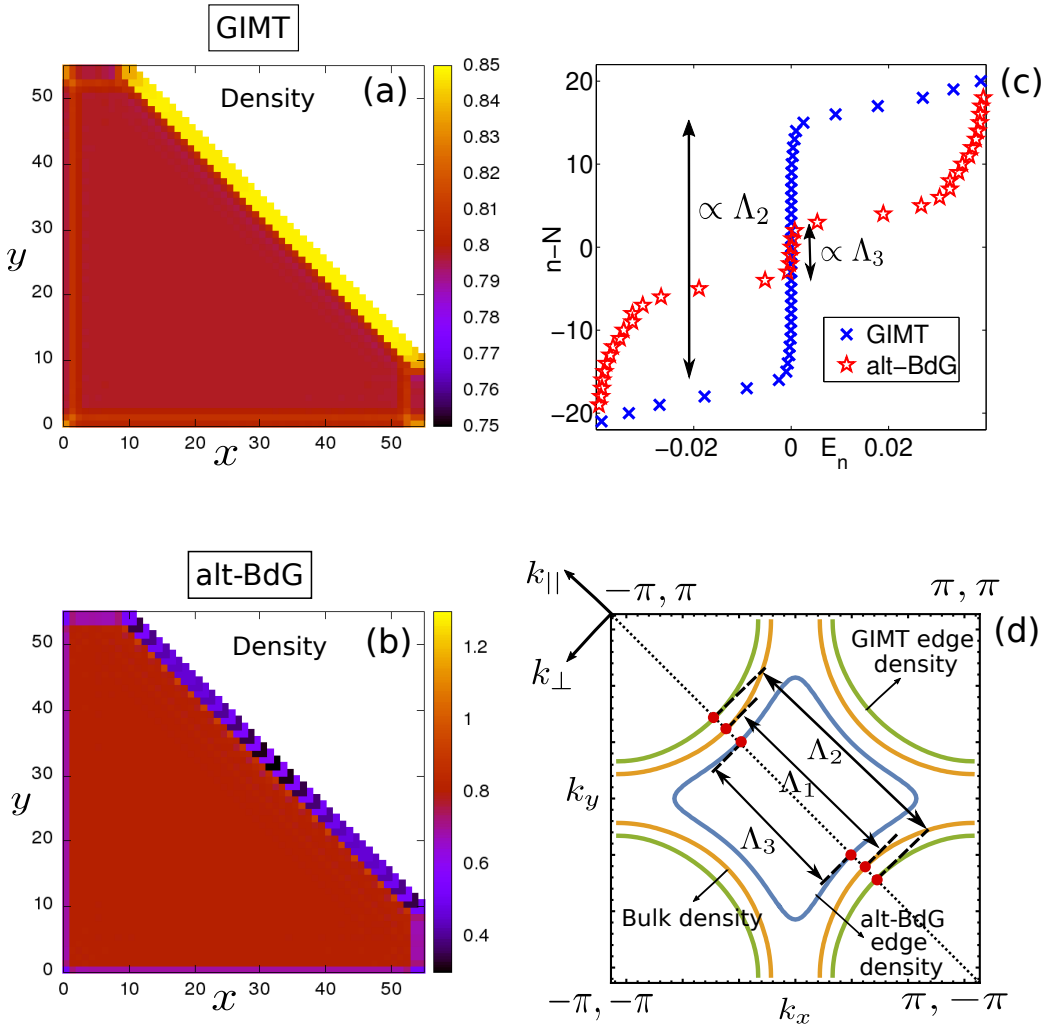 GIMT
(a)
Density
y
50
40
30
20
10
0
0 10 20 30 40 50
x
0.85
0.84
0.83
0.82
0.81
0.8
0.79
0.78
0.77
0.76
0.75
(c)
n−N
20
10
0
−10
−20
∝ Λ2
∝ Λ3
GIMT
alt−BdG
−0.02 0 0.02
E_n
alt-BdG
(b)
Density
y
50
40
30
20
10
0
0 10 20 30 40 50
x
1.2
1
0.8
0.6
0.4
(d)
k||
k⊥
−π, π
π, π
GIMT edge
density
Λ2
Λ1
Λ3
ky
Bulk density
alt-BdG
edge
density
−π, −π
kx
π, −π